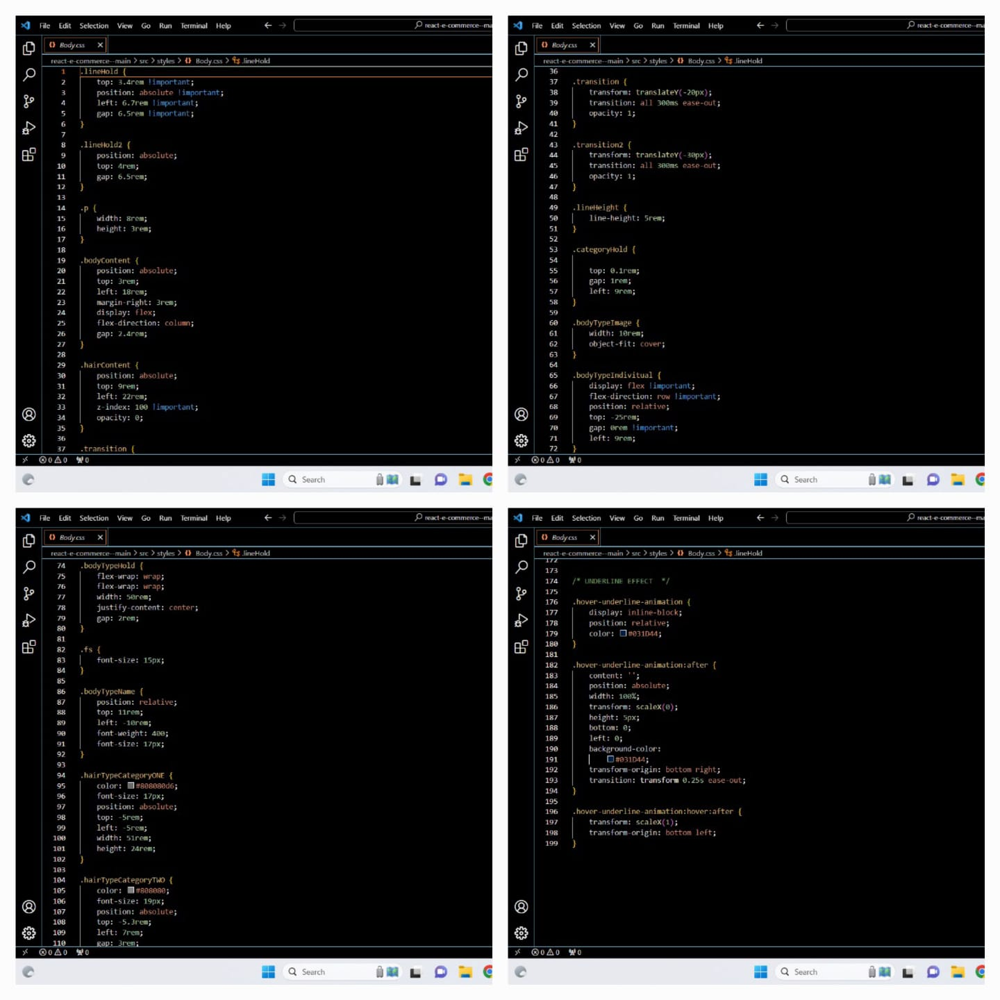 File Edit Selection View Go Run Terminal Help react-e-commerce--ma
Body.css
react-e-commerce--main > src > styles > Body.css > .lineHold
1 .lineHold {
2 top: 3.4rem !important;
3 position: absolute !important;
4 left: 6.7rem !important;
5 gap: 6.5rem !important;
6 }
7
8 .lineHold2 {
9 position: absolute;
10 top: 4rem;
11 gap: 6.5rem;
12 }
13
14 .p {
15 width: 8rem;
16 height: 3rem;
17 }
18
19 .bodyContent {
20 position: absolute;
21 top: 3rem;
22 left: 18rem;
23 margin-right: 3rem;
24 display: flex;
25 flex-direction: column;
26 gap: 2.4rem;
27 }
28
29 .hairContent {
30 position: absolute;
31 top: 9rem;
32 left: 22rem;
33 z-index: 100 !important;
34 opacity: 0;
35 }
36
37 .transition {
0 0 0
Search
File Edit Selection View Go Run Terminal Help react-e-commerce--ma
Body.css
react-e-commerce--main > src > styles > Body.css > .lineHold
36
37 .transition {
38 transform: translateY(-20px);
39 transition: all 300ms ease-out;
40 opacity: 1;
41 }
42
43 .transition2 {
44 transform: translateY(-30px);
45 transition: all 300ms ease-out;
46 opacity: 1;
47 }
48
49 .lineHeight {
50 line-height: 5rem;
51 }
52
53 .categoryHold {
54
55 top: 0.1rem;
56 gap: 1rem;
57 left: 9rem;
58 }
59
60 .bodyTypeImage {
61 width: 10rem;
62 object-fit: cover;
63 }
64
65 .bodyTypeIndivitual {
66 display: flex !important;
67 flex-direction: row !important;
68 position: relative;
69 top: -25rem;
70 gap: 0rem !important;
71 left: 9rem;
72 }
0 0 0
Search
File Edit Selection View Go Run Terminal Help react-e-commerce--ma
Body.css
react-e-commerce--main > src > styles > Body.css > .lineHold
74 .bodyTypeHold {
75 flex-wrap: wrap;
76 flex-wrap: wrap;
77 width: 50rem;
78 justify-content: center;
79 gap: 2rem;
80 }
81
82 .fs {
83 font-size: 15px;
84 }
85
86 .bodyTypeName {
87 position: relative;
88 top: 11rem;
89 left: -10rem;
90 font-weight: 400;
91 font-size: 17px;
92 }
93
94 .hairTypeCategoryONE {
95 color: #808080d6;
96 font-size: 17px;
97 position: absolute;
98 top: -5rem;
99 left: -5rem;
100 width: 51rem;
101 height: 24rem;
102 }
103
104 .hairTypeCategoryTWO {
105 color: #808080;
106 font-size: 19px;
107 position: absolute;
108 top: -5.3rem;
109 left: 7rem;
110 gap: 3rem;
0 0 0
Search
File Edit Selection View Go Run Terminal Help react-e-commerce--ma
Body.css
react-e-commerce--main > src > styles > Body.css > .lineHold
172
173
174 /* UNDERLINE EFFECT */
175
176 .hover-underline-animation {
177 display: inline-block;
178 position: relative;
179 color: #031D44;
180 }
181
182 .hover-underline-animation:after {
183 content: '';
184 position: absolute;
185 width: 100%;
186 transform: scaleX(0);
187 height: 5px;
188 bottom: 0;
189 left: 0;
190 background-color:
191 #031D44;
192 transform-origin: bottom right;
193 transition: transform 0.25s ease-out;
194 }
195
196 .hover-underline-animation:hover:after {
197 transform: scaleX(1);
198 transform-origin: bottom left;
199 }
0 0 0
Search